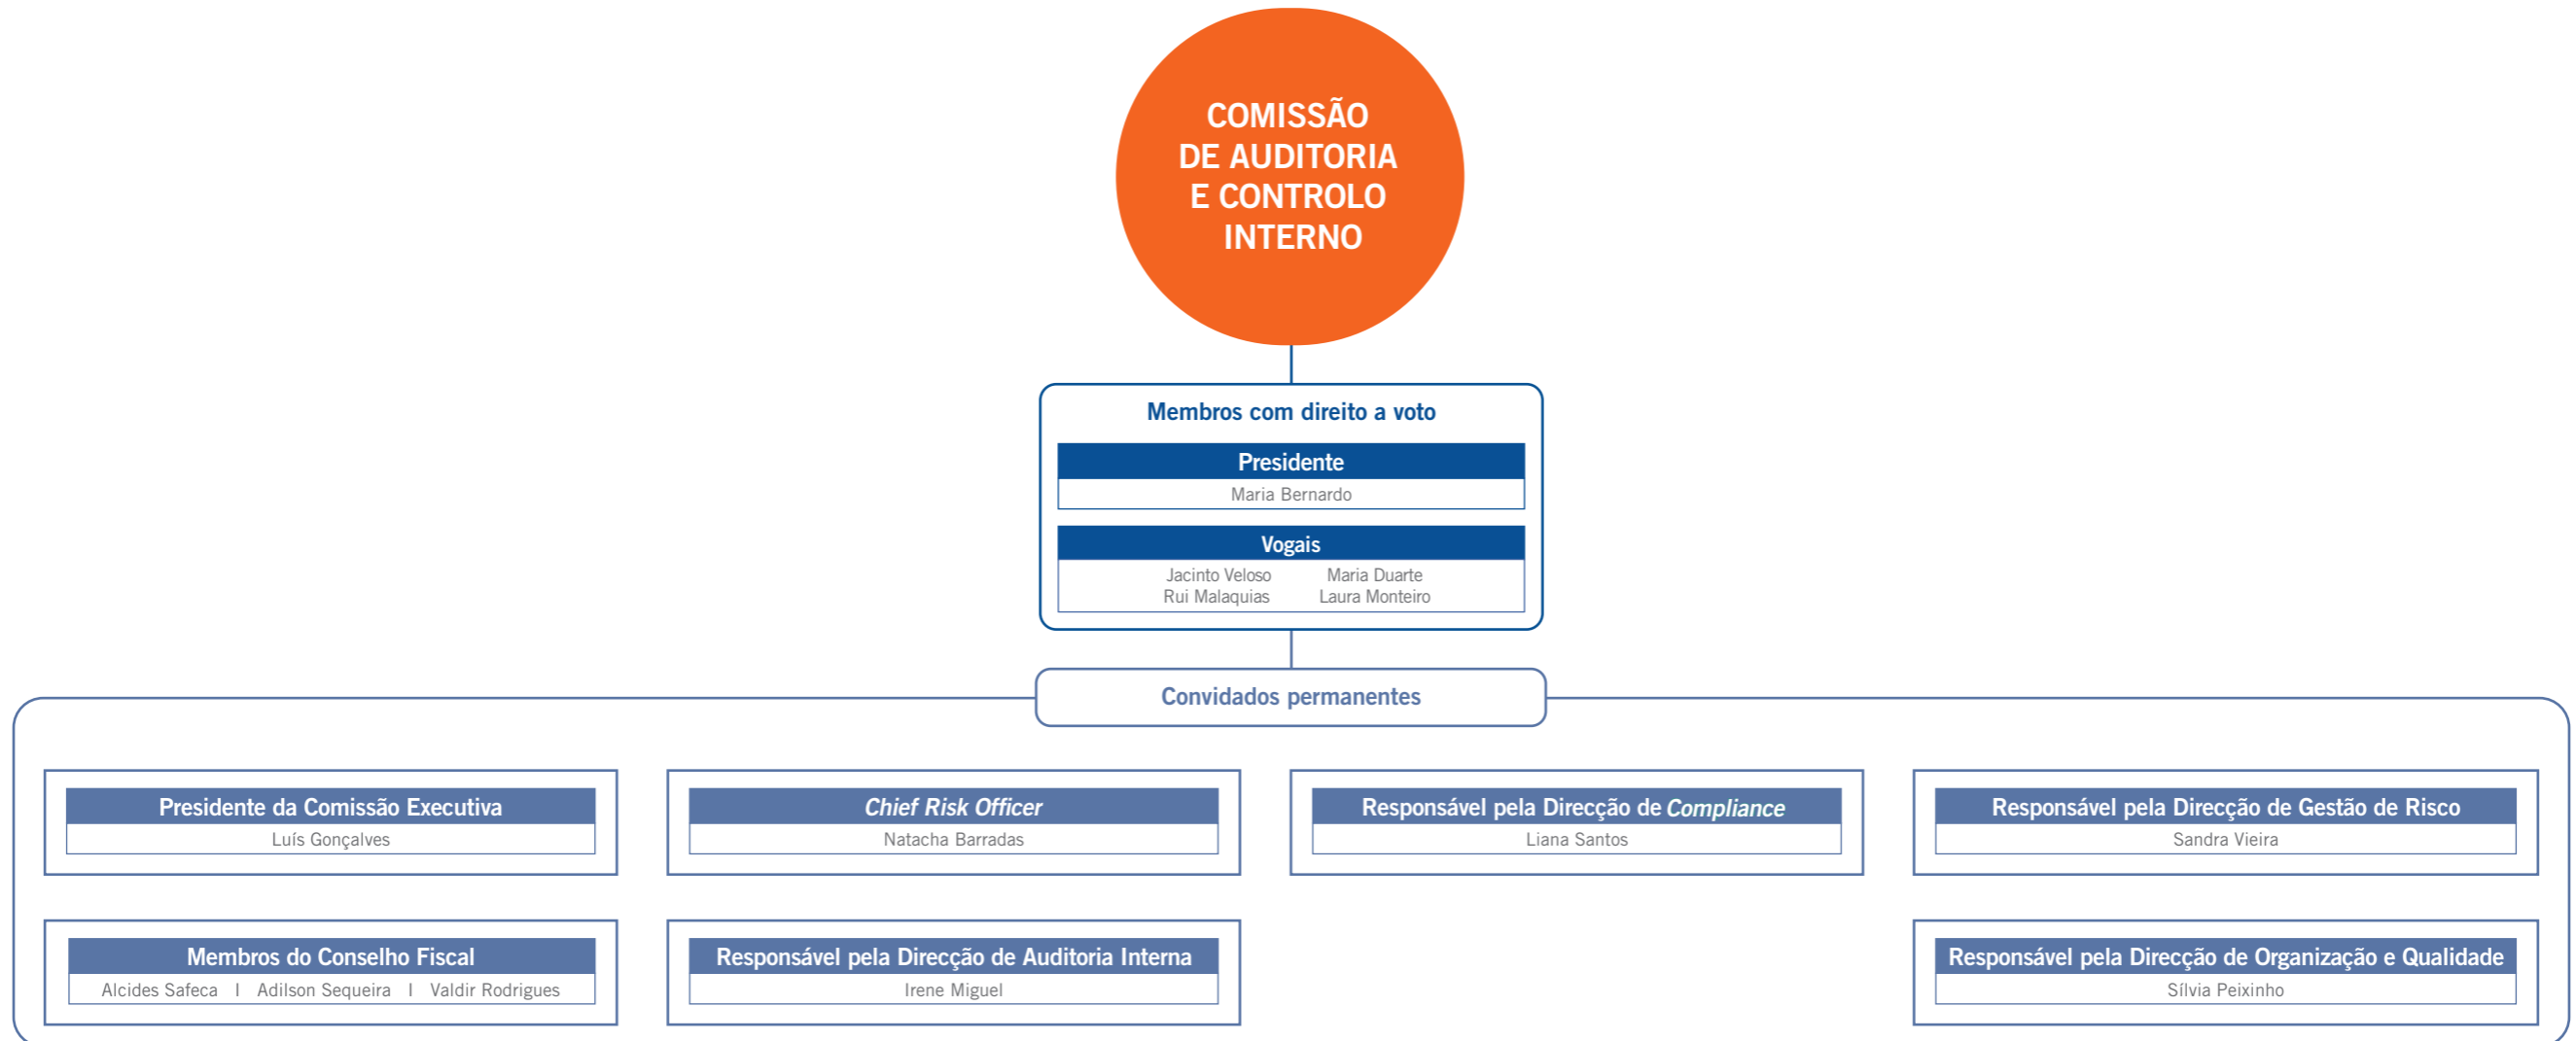 COMISSÃO
DE AUDITORIA
E CONTROLO
INTERNO
Membros com direito a voto
Presidente
Maria Bernardo
Vogais
Jacinto Veloso Maria Duarte
Rui Malaquias Laura Monteiro
Convidados permanentes
Presidente da Comissão Executiva
Luís Gonçalves
Chief Risk Officer
Natacha Barradas
Responsável pela Direcção de Compliance
Liana Santos
Responsável pela Direcção de Gestão de Risco
Sandra Vieira
Membros do Conselho Fiscal
Alcides Safeca I Adilson Sequeira I Valdir Rodrigues
Responsável pela Direcção de Auditoria Interna
Irene Miguel
Responsável pela Direcção de Organização e Qualidade
Sílvia Peixinho